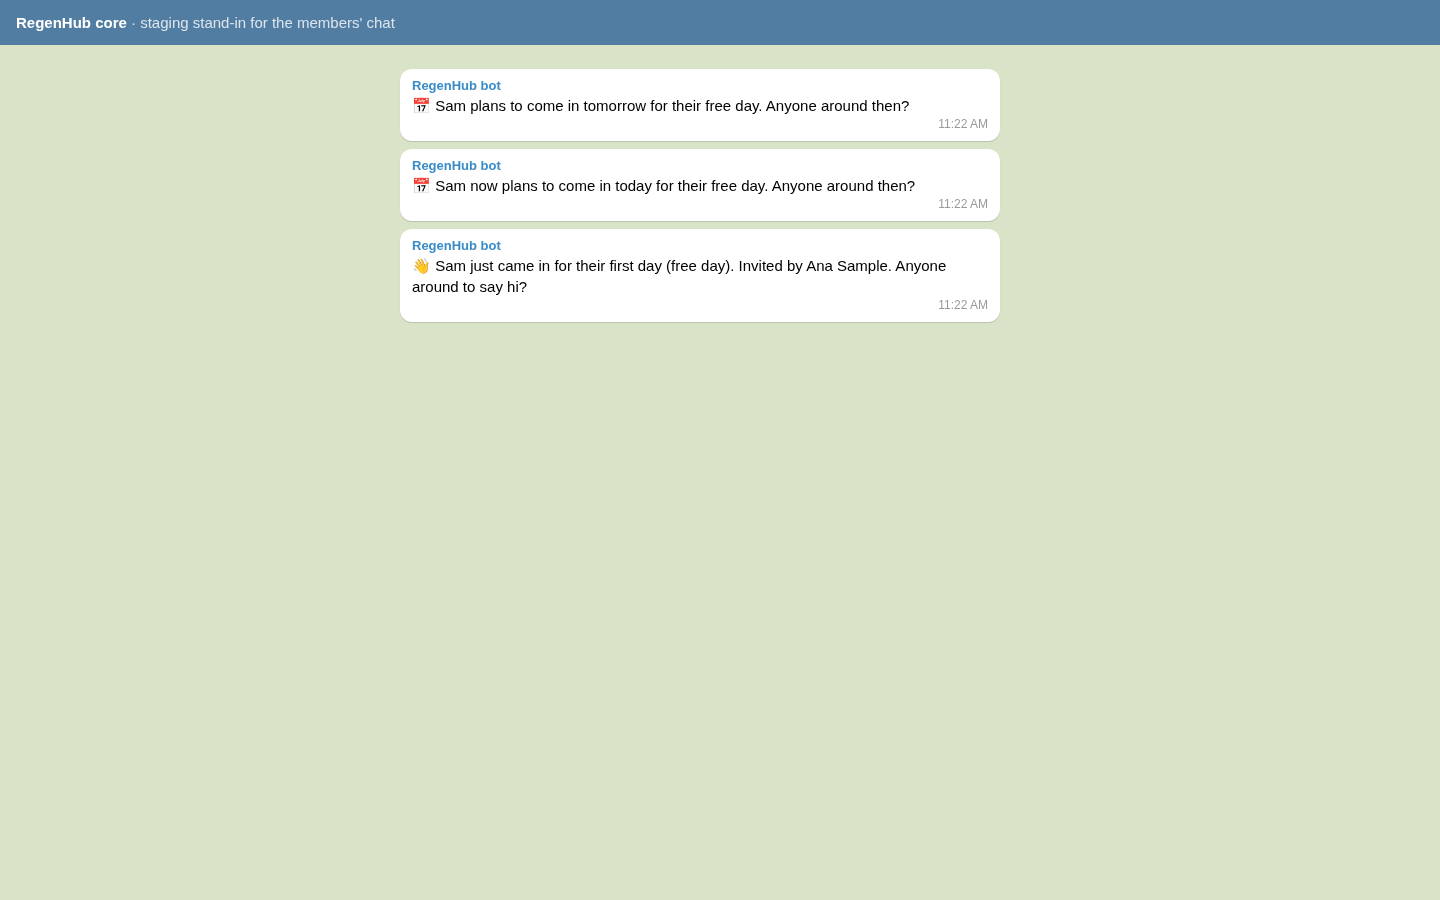 RegenHub core · staging stand-in for the members' chat
RegenHub bot
📅 Sam plans to come in tomorrow for their free day. Anyone around then?
11:22 AM
RegenHub bot
📅 Sam now plans to come in today for their free day. Anyone around then?
11:22 AM
RegenHub bot
👋 Sam just came in for their first day (free day). Invited by Ana Sample. Anyone
around to say hi?
11:22 AM